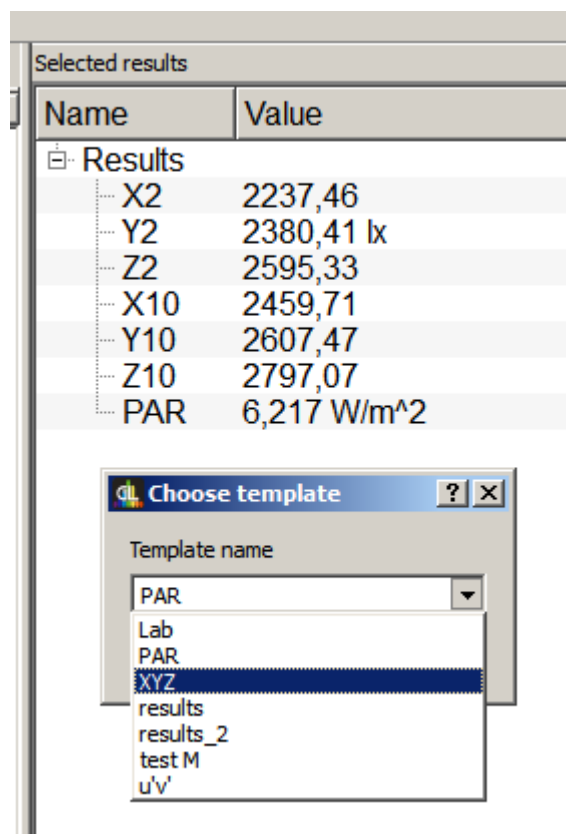 Selected results
Name Value
Results
X2 2237,46
Y2 2380,41 lx
Z2 2595,33
X10 2459,71
Y10 2607,47
Z10 2797,07
PAR 6,217 W/m^2
Choose template ? X
Template name
PAR
Lab
PAR
XYZ
results
results_2
test M
u'v'